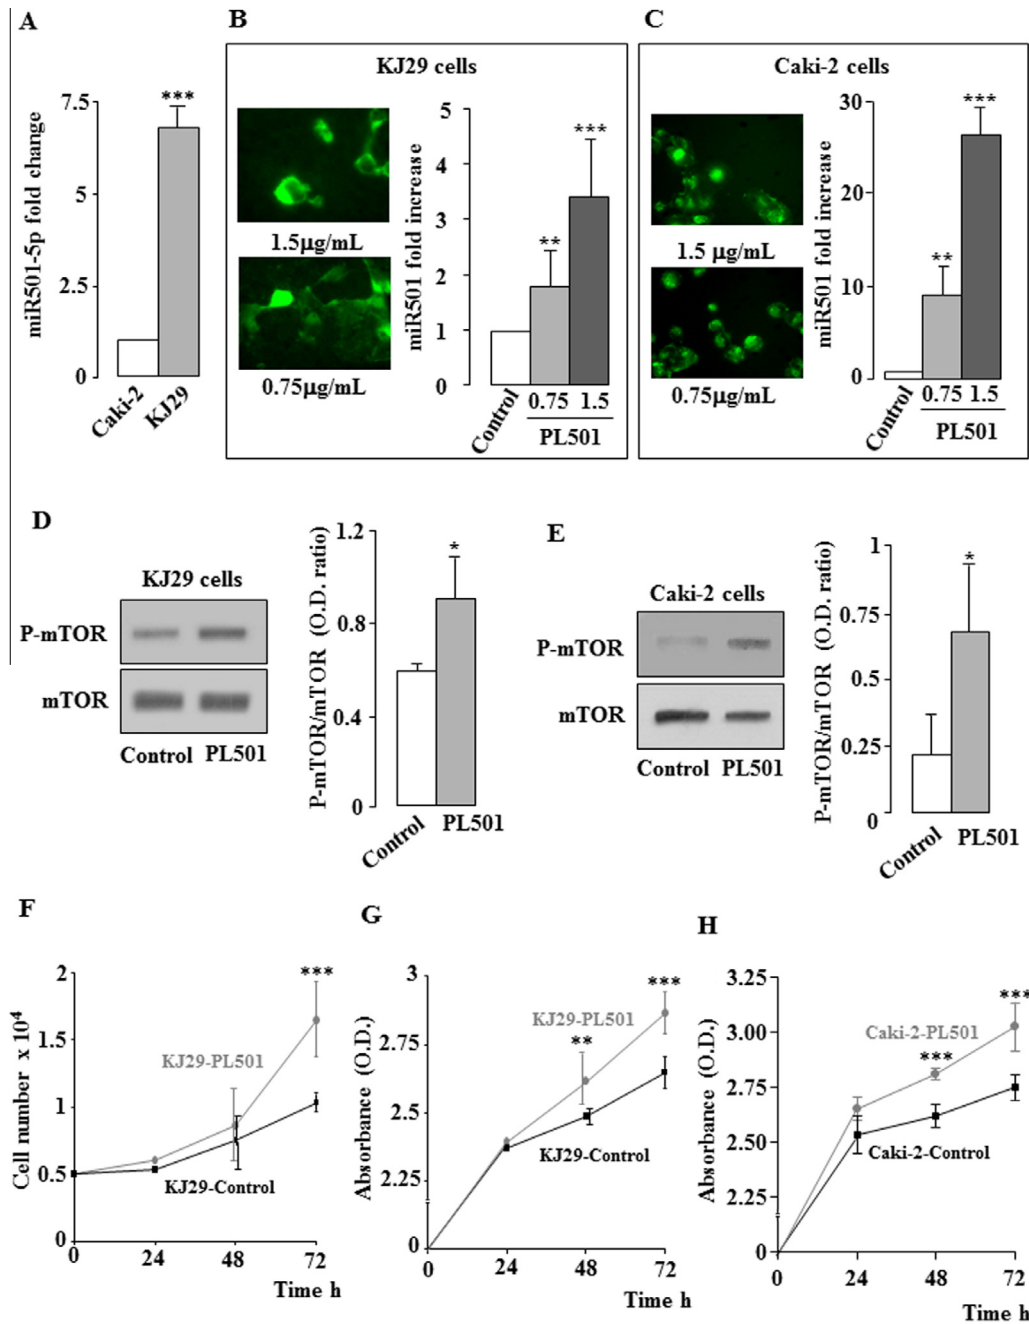 A
miR501-5p fold change
7.5
5
2.5
0
***
Caki-2
KJ29
B
KJ29 cells
1.5µg/mL
0.75µg/mL
miR501 fold increase
5
4
3
2
1
0
**
***
Control
0.75 1.5
PL501
C
Caki-2 cells
1.5 µg/mL
0.75µg/mL
miR501 fold increase
30
20
10
0
**
***
Control
0.75 1.5
PL501
D
KJ29 cells
P-mTOR
mTOR
Control PL501
P-mTOR/mTOR (O.D. ratio)
1.2
0.8
0.4
0
*
Control
PL501
E
Caki-2 cells
P-mTOR
mTOR
Control PL501
P-mTOR/mTOR (O.D. ratio)
1
0.75
0.5
0.25
0
*
Control
PL501
F
Cell number x 10⁴
2
1.5
1
0.5
0
***
KJ29-PL501
KJ29-Control
0 24 48 72
Time h
G
Absorbance (O.D.)
3
2.75
2.5
2.25
0
**
***
KJ29-PL501
KJ29-Control
0 24 48 72
Time h
H
Absorbance (O.D.)
3.25
3.00
2.75
2.50
2.25
0
***
***
Caki-2-PL501
Caki-2-Control
0 24 48 72
Time h